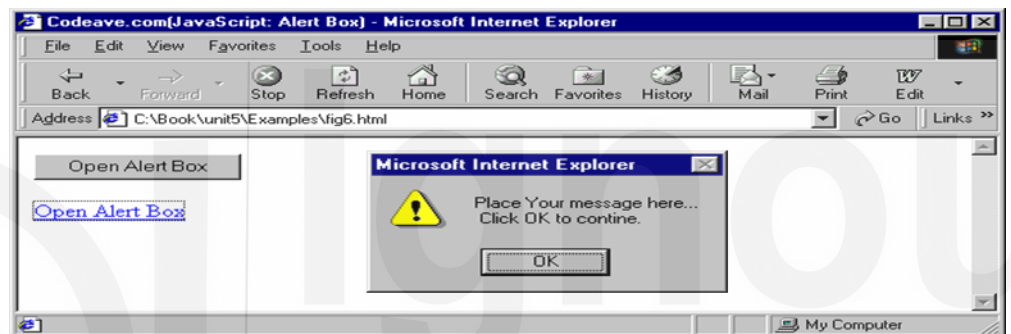 Codeave.com(JavaScript: Alert Box) - Microsoft Internet Explorer
File Edit View Favorites Tools Help
Back Forward Stop Refresh Home Search Favorites History Mail Print Edit
Address C:\Book\unit5\Examples\fig6.html Go Links »
Open Alert Box
Open Alert Box
Microsoft Internet Explorer
Place Your message here...
Click OK to contine.
OK
My Computer
ignou